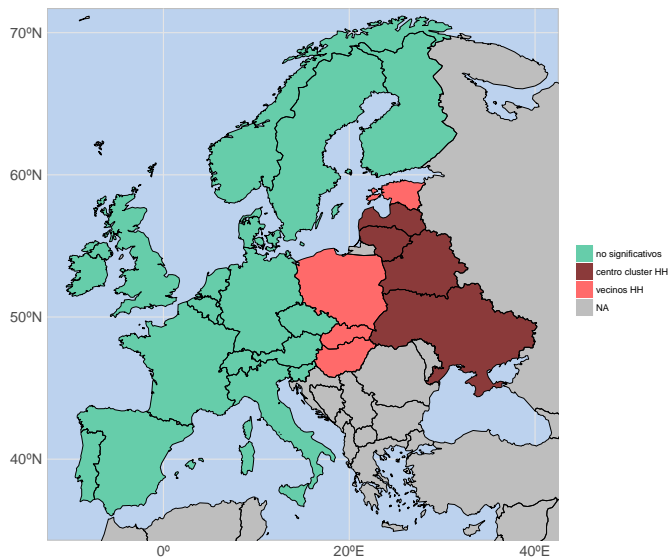 70ºN
60ºN
50ºN
40ºN
0º
20ºE
40ºE
no significativos
centro cluster HH
vecinos HH
NA